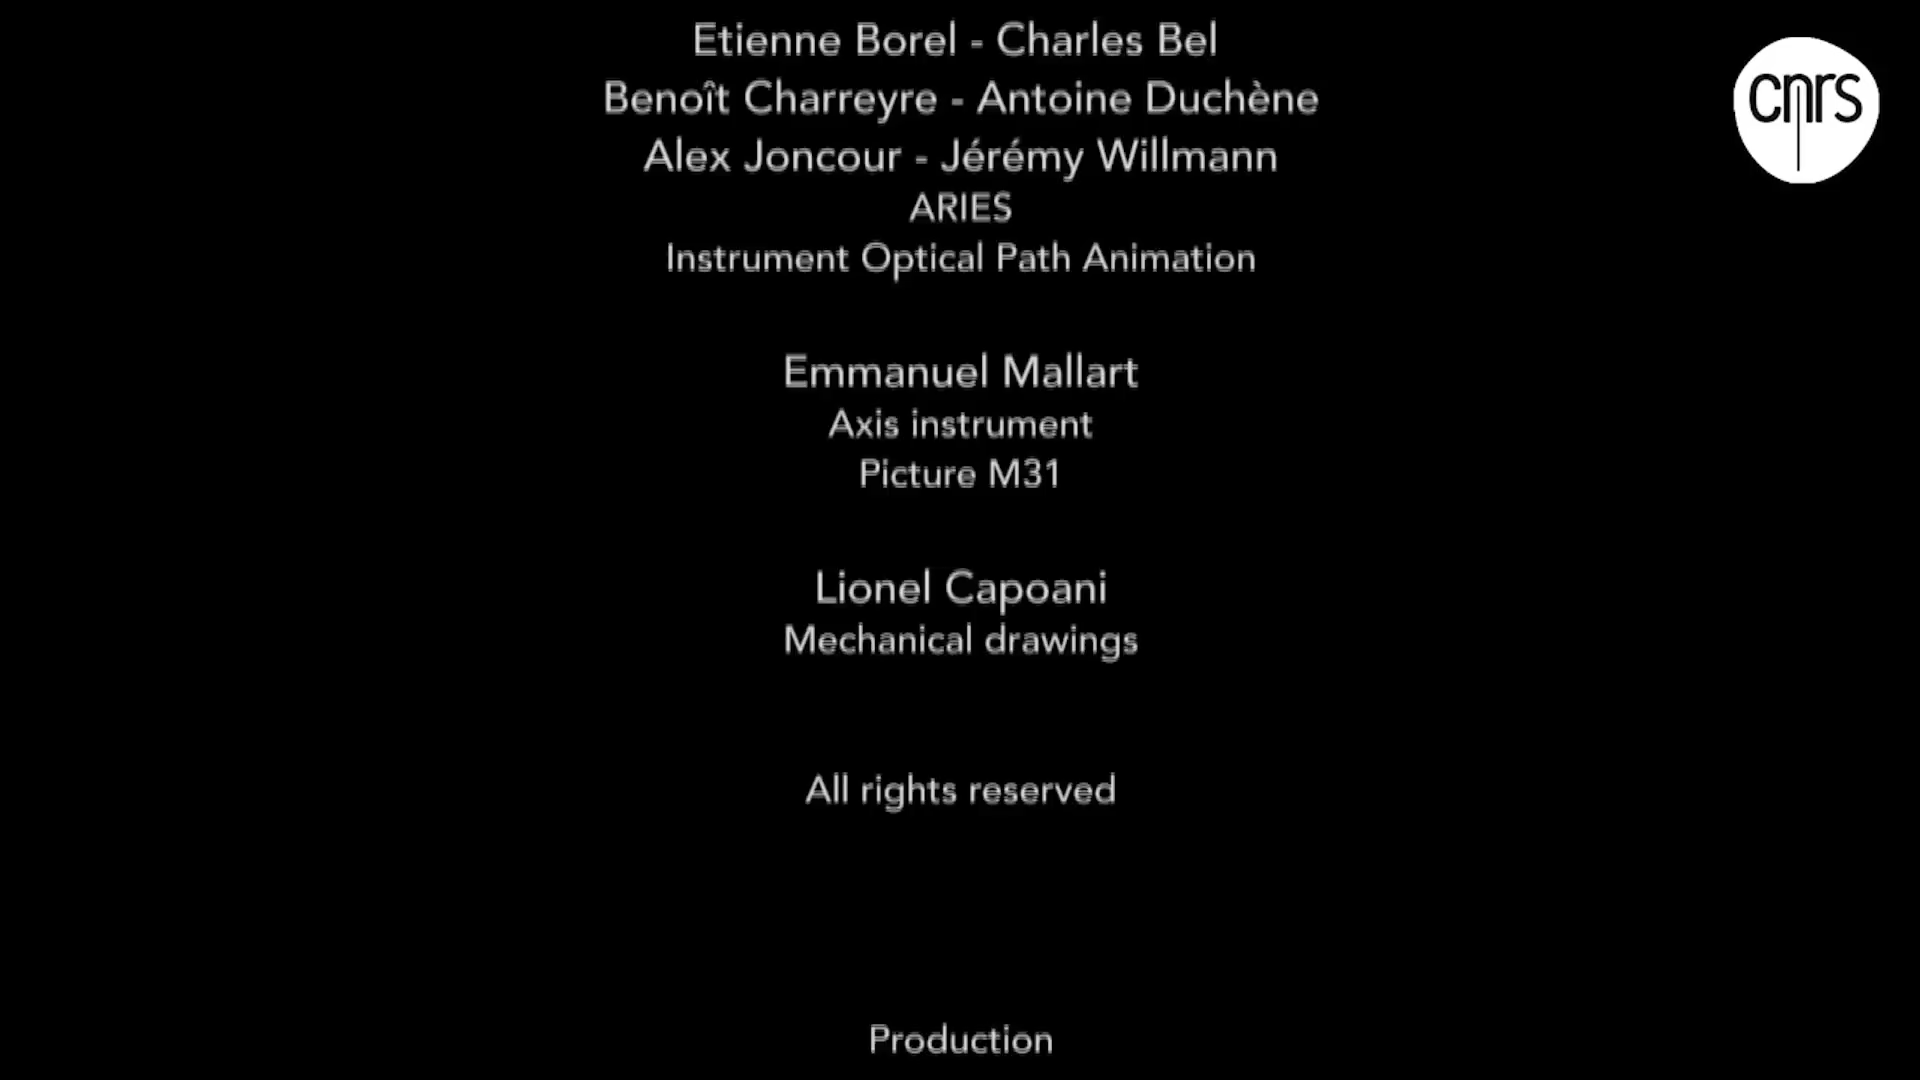 Etienne Borel - Charles Bel
Benoît Charreyre - Antoine Duchène
Alex Joncour - Jérémy Willmann
ARIES
Instrument Optical Path Animation
Emmanuel Mallart
Axis instrument
Picture M31
Lionel Capoani
Mechanical drawings
All rights reserved
Production
cnrs